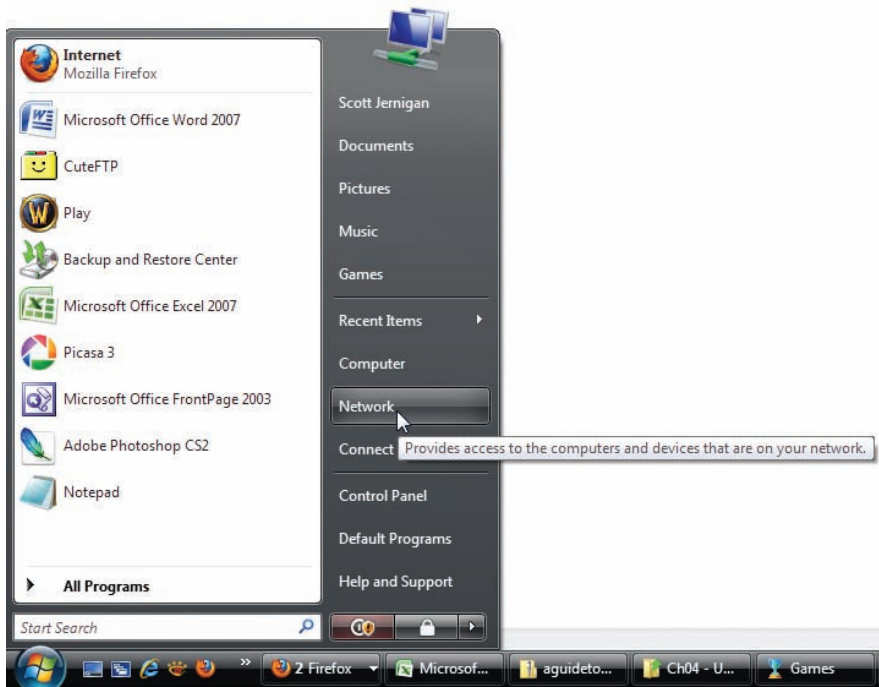 Internet
Mozilla Firefox
Microsoft Office Word 2007
CuteFTP
Play
Backup and Restore Center
Microsoft Office Excel 2007
Picasa 3
Microsoft Office FrontPage 2003
Adobe Photoshop CS2
Notepad
All Programs
Start Search
Scott Jernigan
Documents
Pictures
Music
Games
Recent Items
Computer
Network
Connect
Provides access to the computers and devices that are on your network.
Control Panel
Default Programs
Help and Support
» 2 Firefox Microsof... aguideto... Ch04 - U... Games